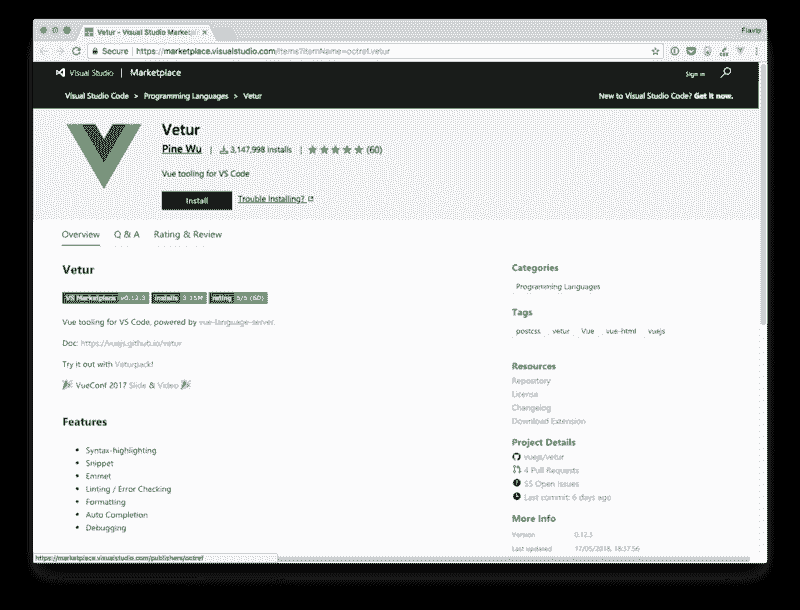 Vetur - Visual Studio Market
Flavio
Secure | https://marketplace.visualstudio.com/items?itemName=octref.vetur
Visual Studio | Marketplace
Sign in
Visual Studio Code > Programming Languages > Vetur
New to Visual Studio Code? Get it now.
Vetur
Pine Wu | 3,147,998 installs | (60)
Vue tooling for VS Code
Install Trouble Installing?
Overview Q & A Rating & Review
Vetur
VS Marketplace v0.12.3 installs 3.15M rating 5/5 (60)
Vue tooling for VS Code, powered by vue-language-server.
Doc: https://vuejs.github.io/vetur
Try it out with Veturpack!
VueConf 2017 Slide & Video
Features
Syntax-highlighting
Snippet
Emmet
Linting / Error Checking
Formatting
Auto Completion
Debugging
Categories
Programming Languages
Tags
postcss vetur Vue vue-html vuejs
Resources
Repository
License
Changelog
Download Extension
Project Details
vuejs/vetur
4 Pull Requests
55 Open Issues
Last commit: 6 days ago
More Info
Version 0.12.3
Last updated 17/05/2018, 18:37:56
https://marketplace.visualstudio.com/publishers/octref